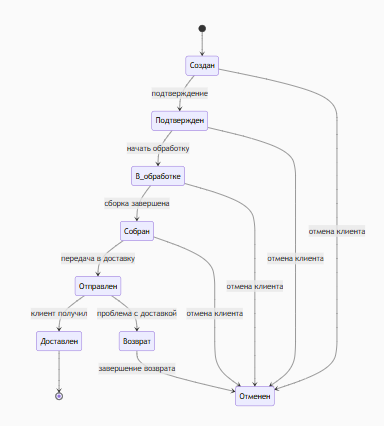 Создан
подтверждение
Подтвержден
начать обработку
В_обработке
сборка завершена
Собран
отмена клиента
передача в доставку
отмена клиента
Отправлен
отмена клиента
клиент получил
проблема с доставкой
отмена клиента
Доставлен
Возврат
завершение возврата
Отменен